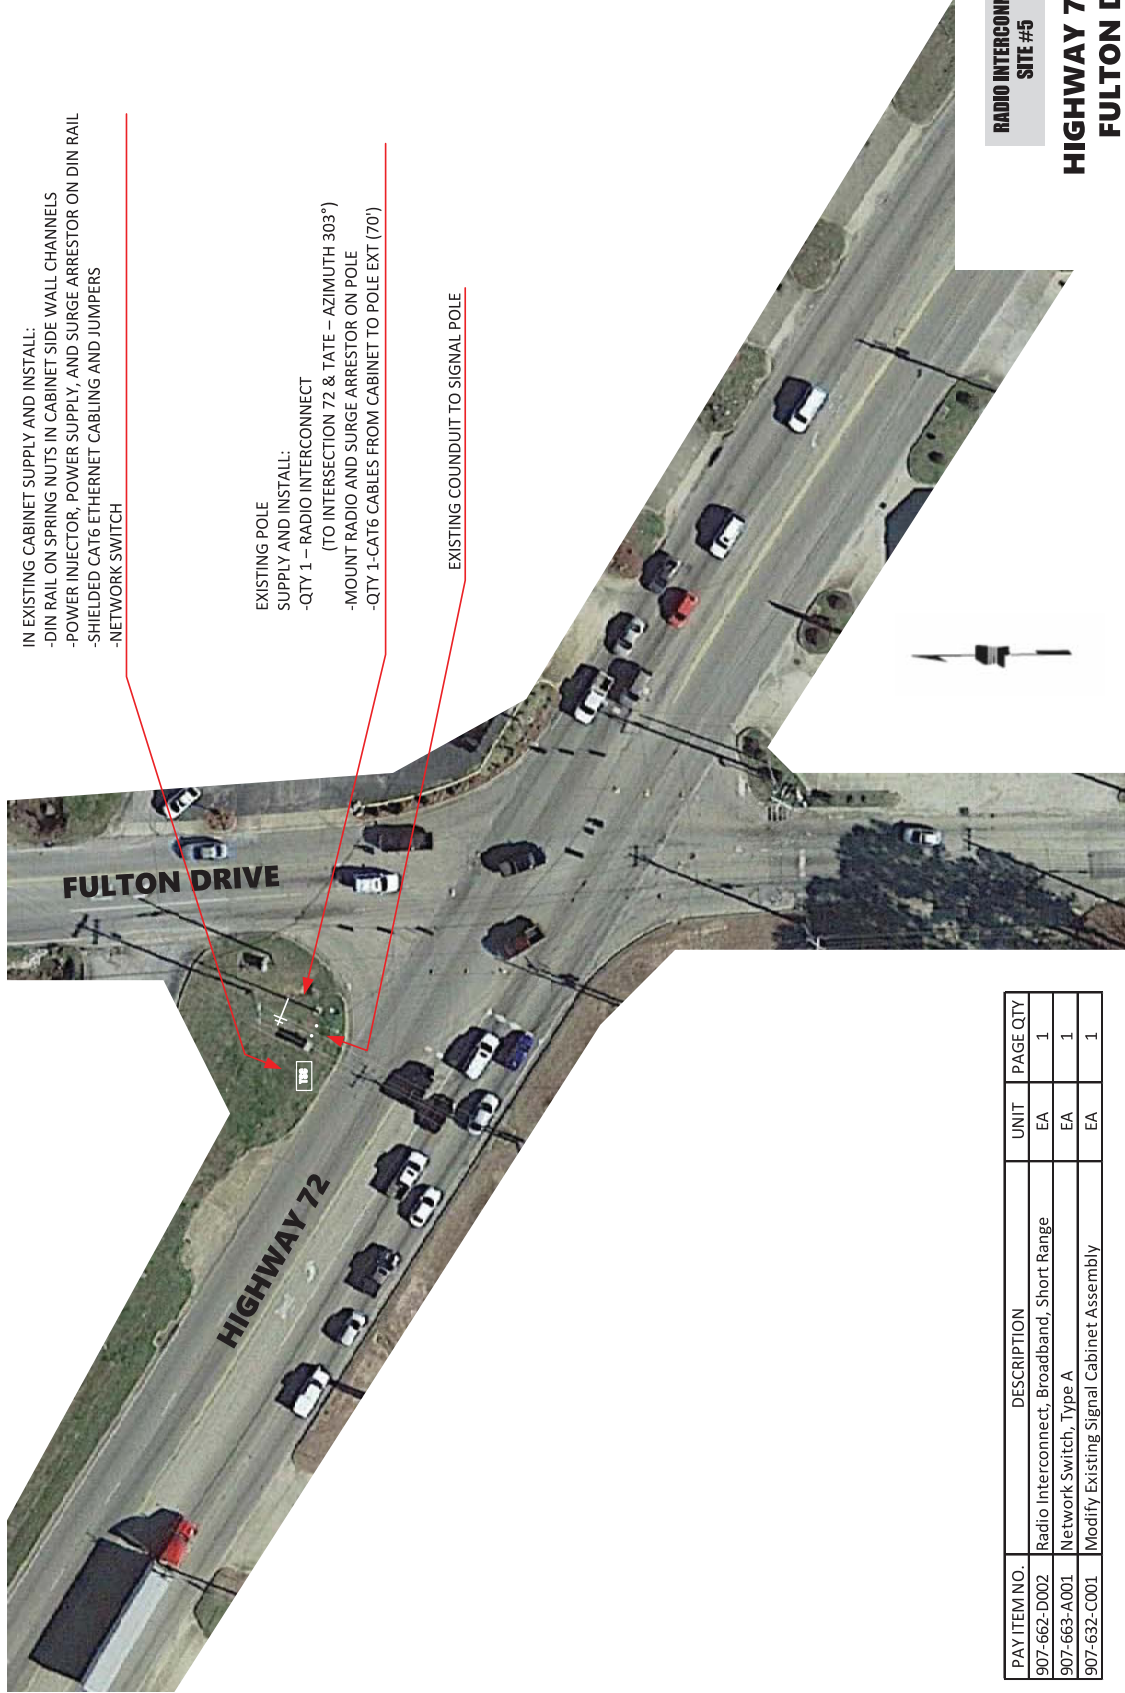 IN EXISTING CABINET SUPPLY AND INSTALL:
-DIN RAIL ON SPRING NUTS IN CABINET SIDE WALL CHANNELS
-POWER INJECTOR, POWER SUPPLY, AND SURGE ARRESTOR ON DIN RAIL
-SHIELDED CAT6 ETHERNET CABLING AND JUMPERS
-NETWORK SWITCH
EXISTING POLE
SUPPLY AND INSTALL:
-QTY 1 – RADIO INTERCONNECT
(TO INTERSECTION 72 & TATE – AZIMUTH 303°)
-MOUNT RADIO AND SURGE ARRESTOR ON POLE
-QTY 1-CAT6 CABLES FROM CABINET TO POLE EXT (70')
EXISTING COUNDUIT TO SIGNAL POLE
FULTON DRIVE
HIGHWAY 72
RADIO INTERCONN
SITE #5
HIGHWAY 7
FULTON D
PAY ITEM NO. DESCRIPTION UNIT PAGE QTY
907-662-D002 Radio Interconnect, Broadband, Short Range EA 1
907-663-A001 Network Switch, Type A EA 1
907-632-C001 Modify Existing Signal Cabinet Assembly EA 1